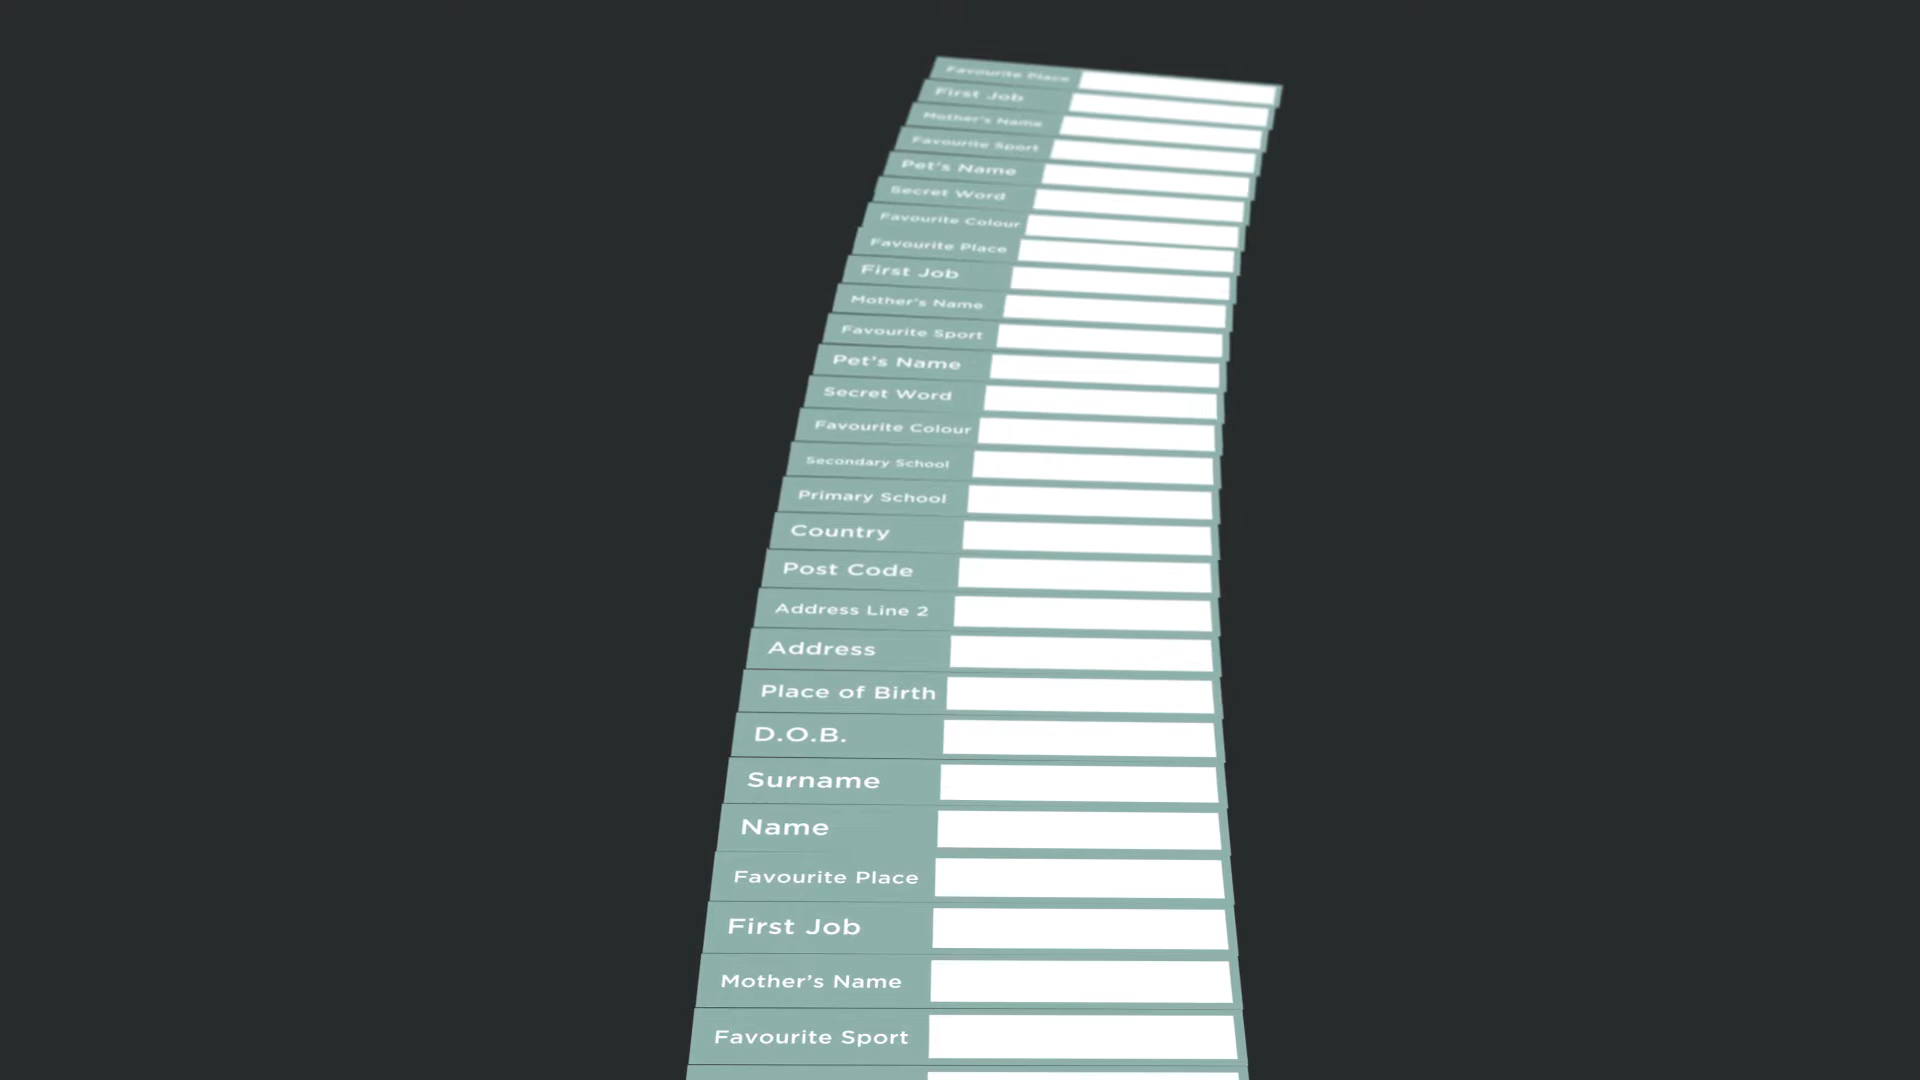 Favourite Place
First Job
Mother's Name
Favourite Sport
Pet's Name
Secret Word
Favourite Colour
Favourite Place
First Job
Mother's Name
Favourite Sport
Pet's Name
Secret Word
Favourite Colour
Secondary School
Primary School
Country
Post Code
Address Line 2
Address
Place of Birth
D.O.B.
Surname
Name
Favourite Place
First Job
Mother's Name
Favourite Sport